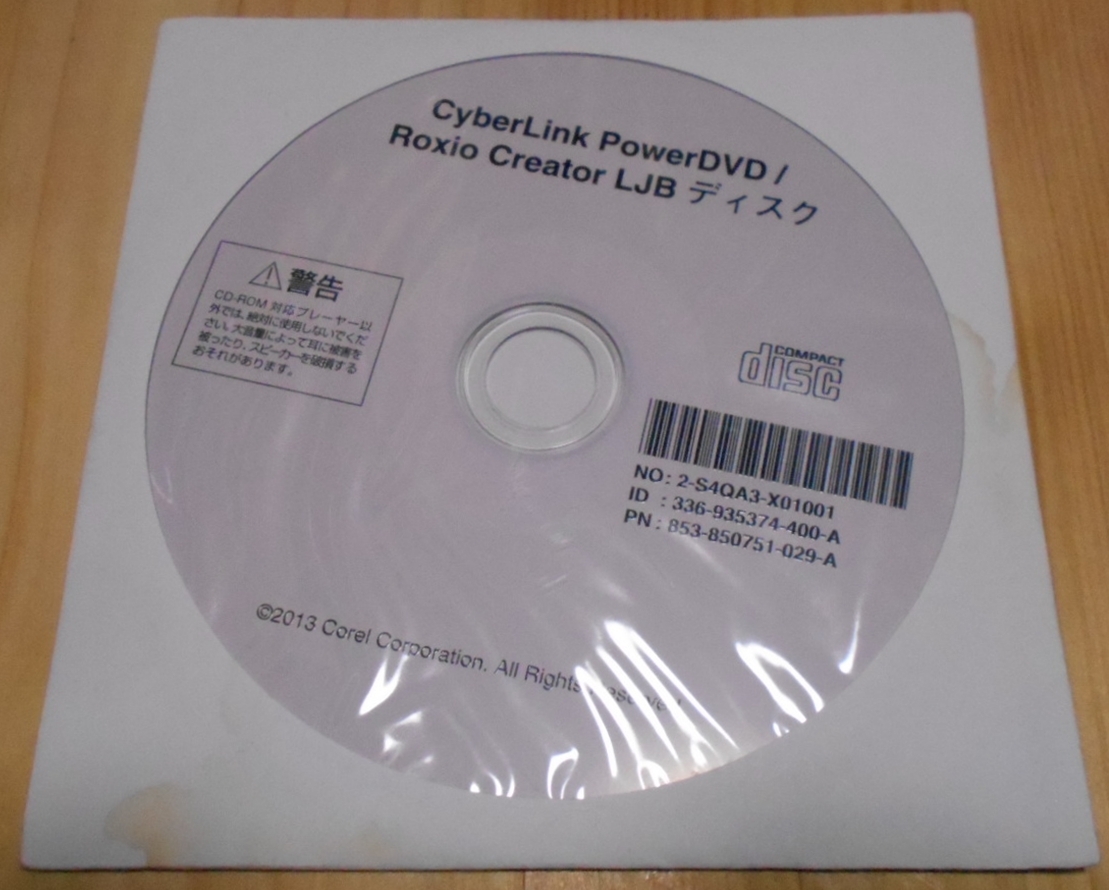 CyberLink PowerDVD /
Roxio Creator LJB ディスク
警告
CD-ROM 対応プレーヤー以
外では、絶対に使用しないでくだ
さい。大音量によって耳に被害を
被ったり、スピーカーを破損する
おそれがあります。
COMPACT
disc
NO : 2-S4QA3-X01001
ID : 336-935374-400-A
PN : 853-850751-029-A
©2013 Corel Corporation. All Rights Reserved